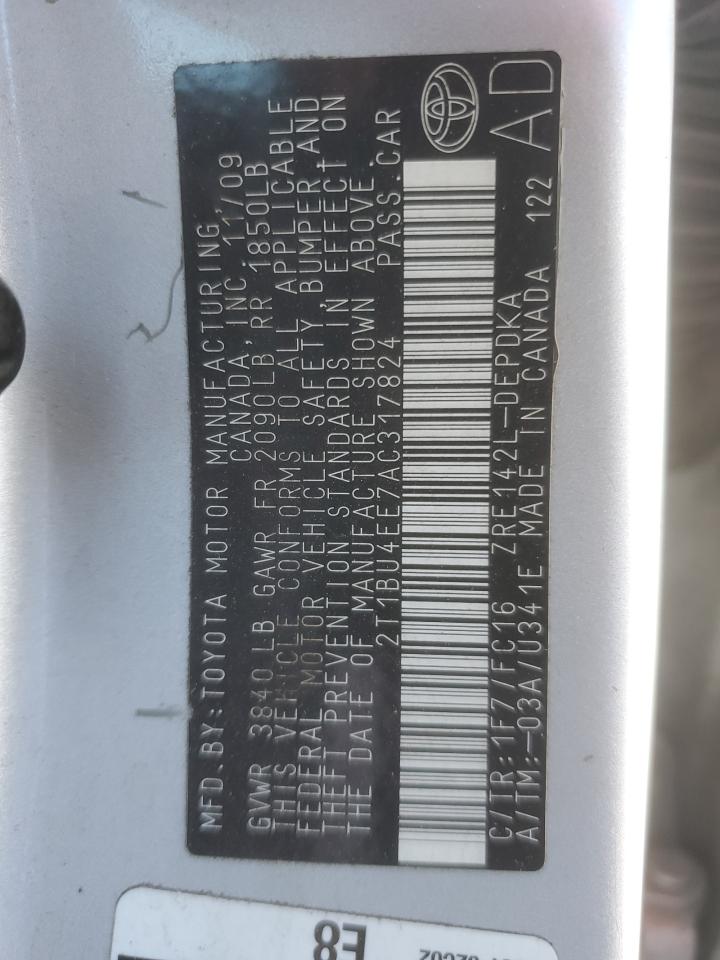 MFD.BY:TOYOTA MOTOR MANUFACTURING
CANADA, INC. 11/09
GVWR 3840LB GAWR FR 2090LB RR 1850LB
THIS VEHICLE CONFORMS TO ALL APPLICABLE
FEDERAL MOTOR VEHICLE SAFETY, BUMPER, AND
THEFT PREVENTION STANDARDS IN EFFECT ON
THE DATE OF MANUFACTURE SHOWN ABOVE.
2T1BU4EE7AC317824 PASS.CAR
C/TR:1F7/FC16 ZRE142L-DEPDKA
A/TM:-03A/U341E MADE IN CANADA 122
AD
E8